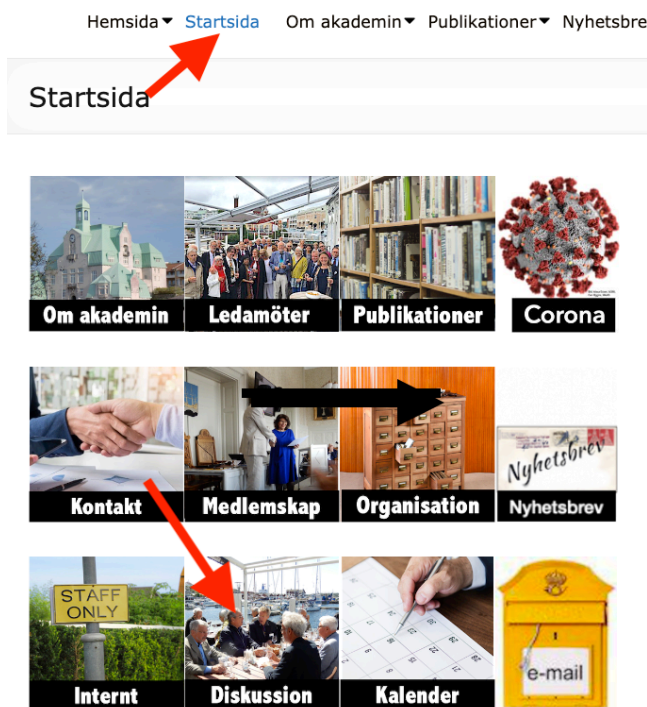 Hemsida Startsida Om akademin Publikationer Nyhetsbre
Startsida
Om akademin Ledamöter Publikationer Corona
Nyhetsbrev
Kontakt Medlemskap Organisation Nyhetsbrev
STAFF
ONLY
e-mail
Internt Diskussion Kalender